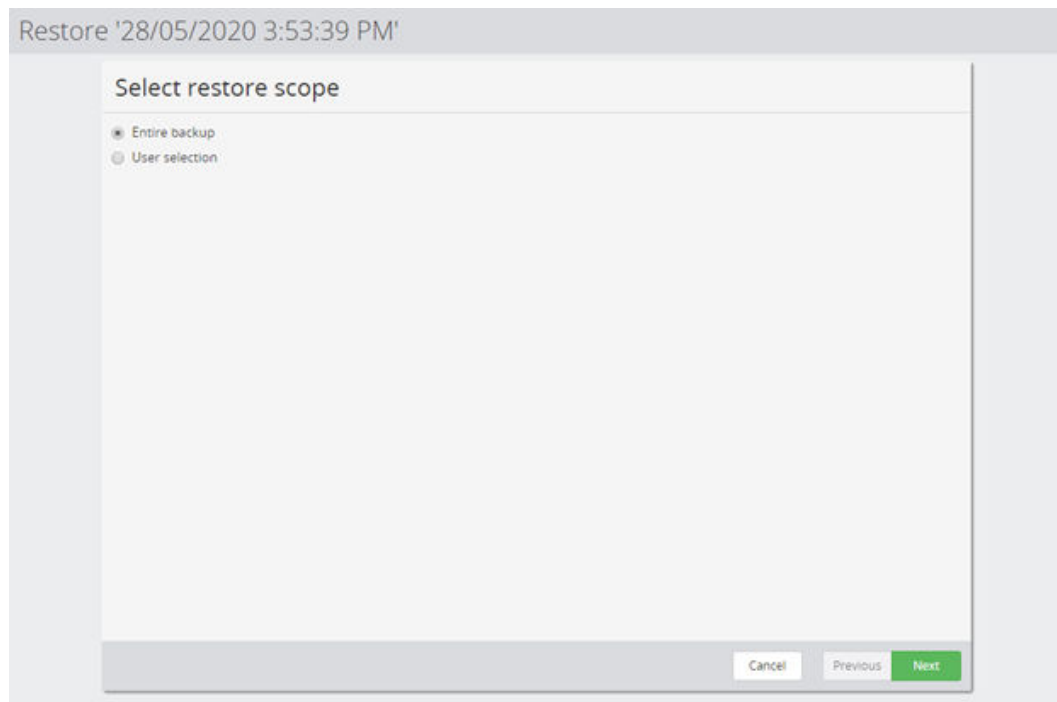 Restore '28/05/2020 3:53:39 PM'
Select restore scope
Entire backup
User selection
Cancel Previous Next